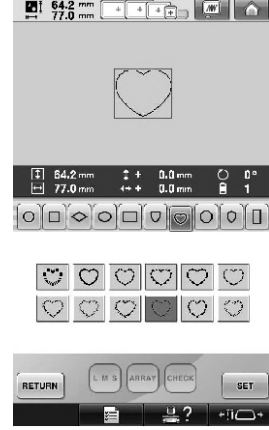 64.2 mm
77.0 mm
64.2 mm + 0.0 mm 0°
77.0 mm + 0.0 mm 1
L M S ARRAY CHECK
RETURN SET
?